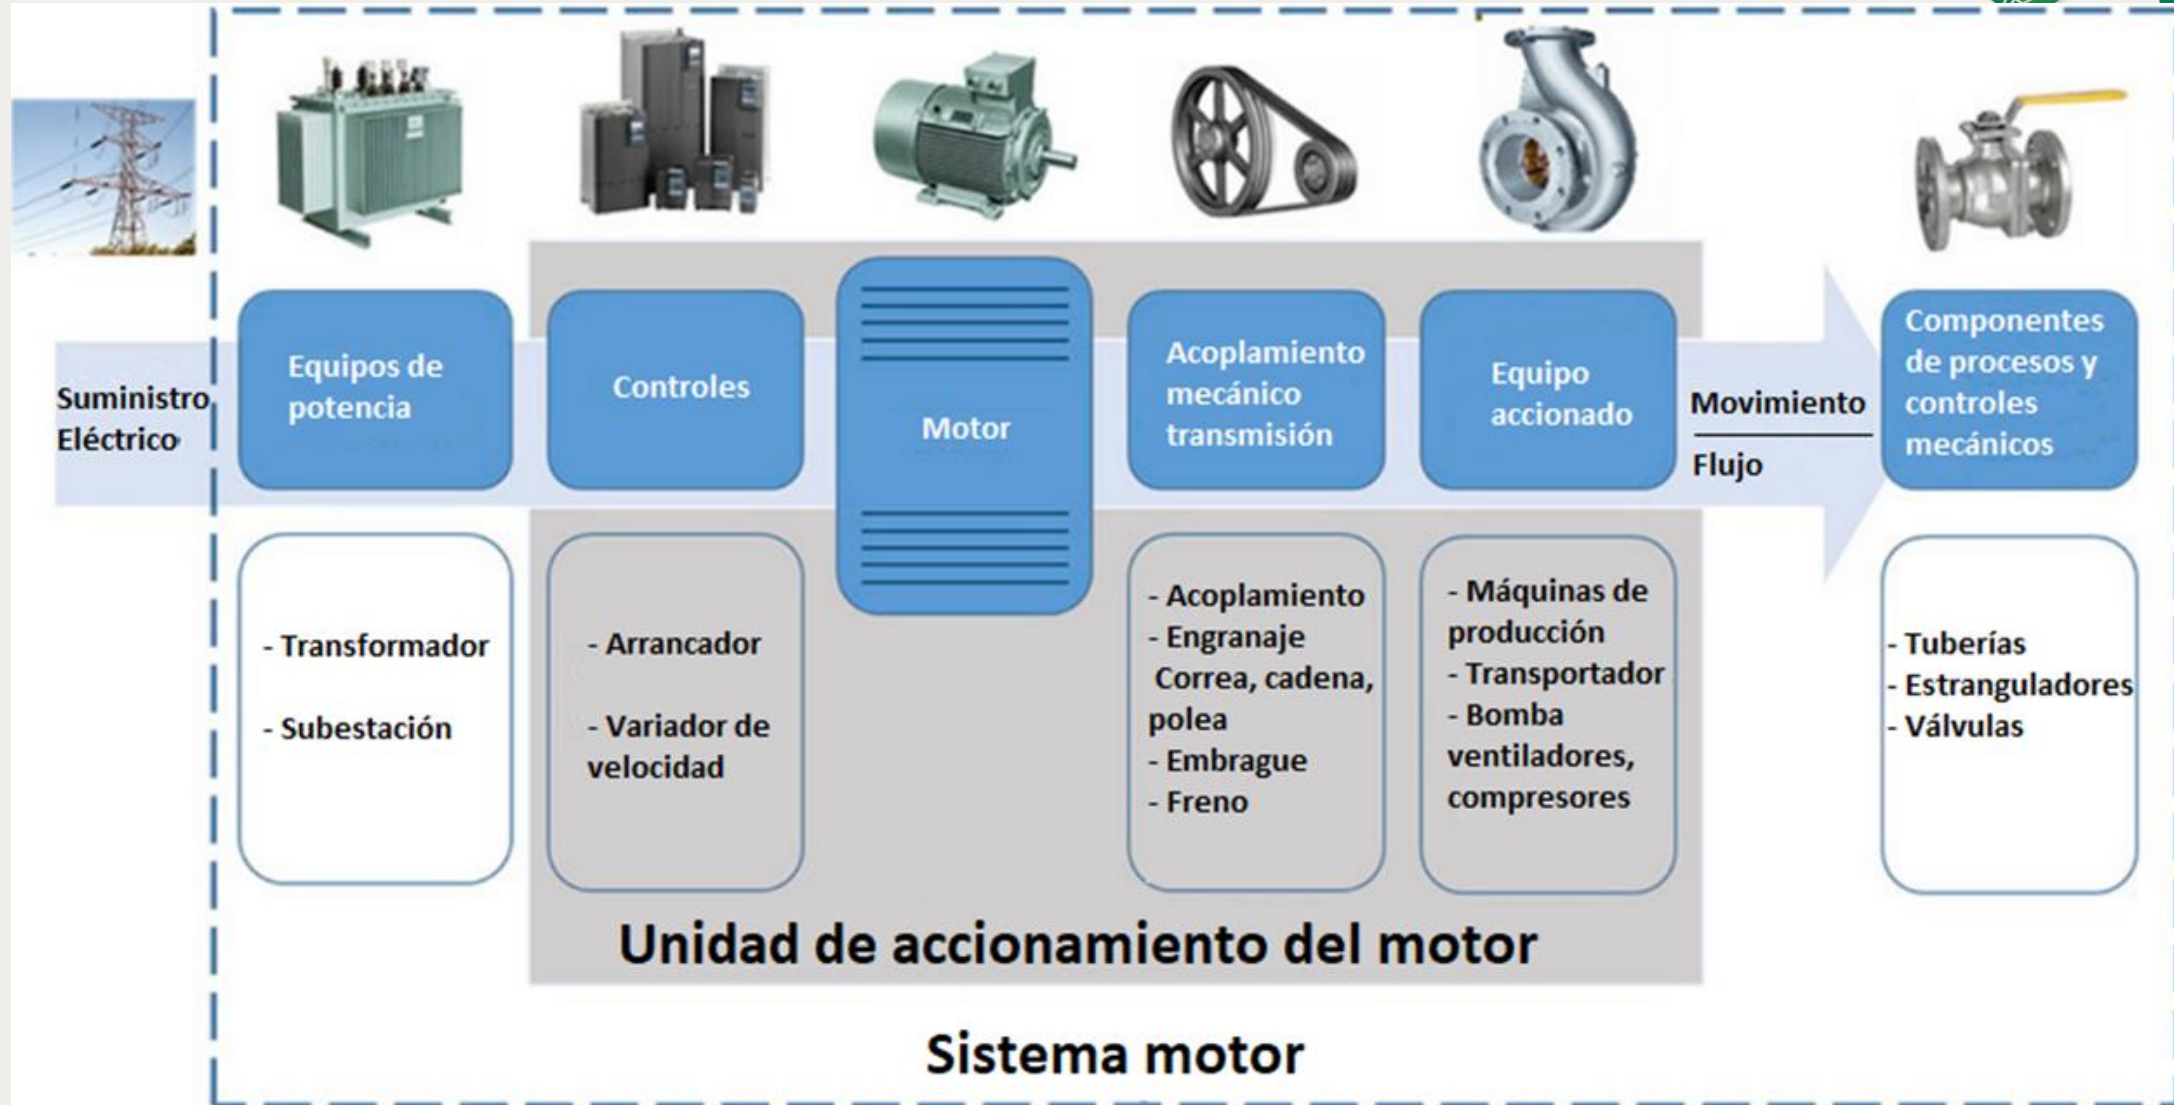 Suministro
Eléctrico
Equipos de
potencia
Controles
Motor
Acoplamiento
mecánico
transmisión
Equipo
accionado
Movimiento
Flujo
Componentes
de procesos y
controles
mecánicos
- Transformador
- Subestación
- Arrancador
- Variador de
velocidad
- Acoplamiento
- Engranaje
Correa, cadena,
polea
- Embrague
- Freno
- Máquinas de
producción
- Transportador
- Bomba
ventiladores,
compresores
- Tuberías
- Estranguladores
- Válvulas
Unidad de accionamiento del motor
Sistema motor